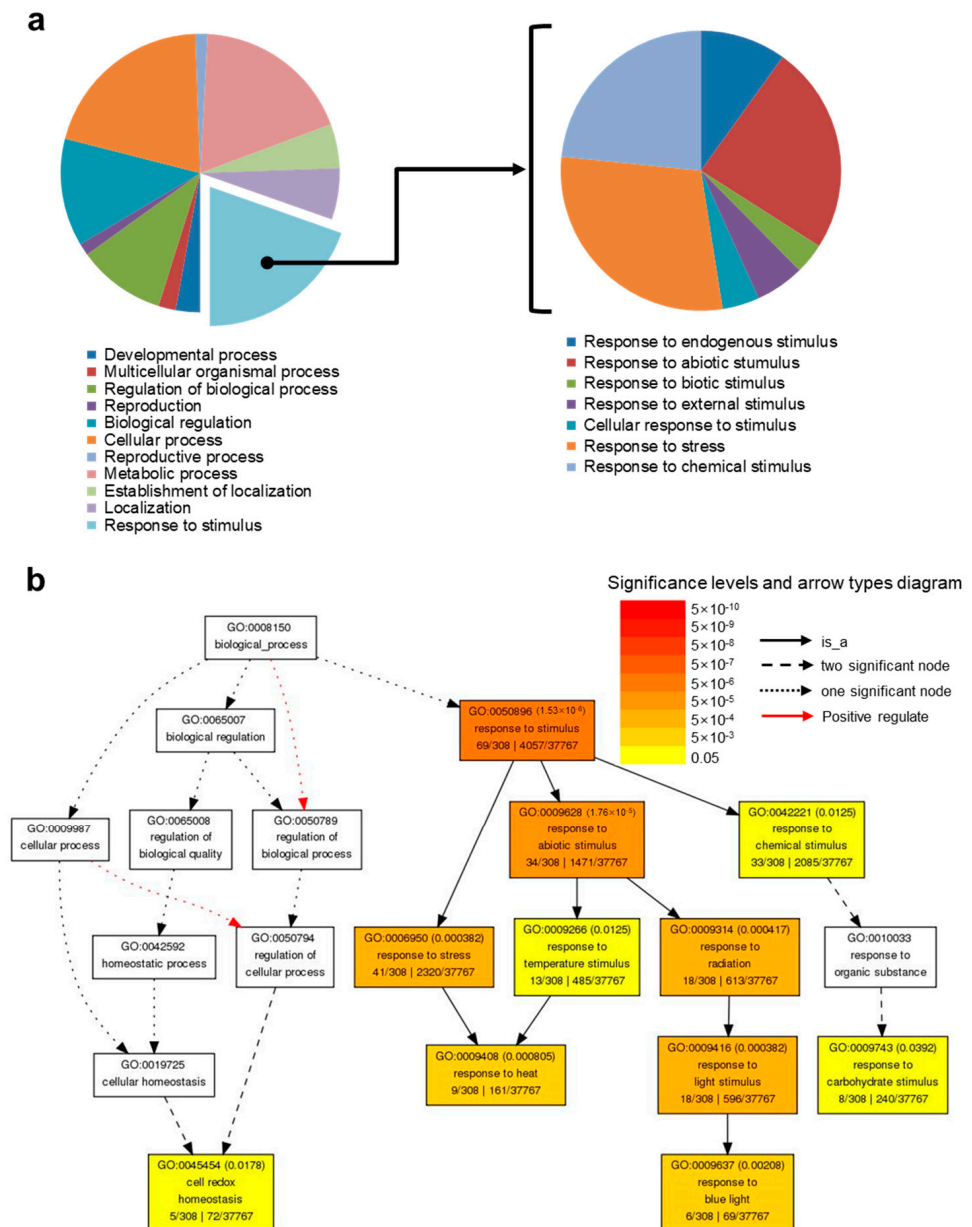 a
Developmental process
Multicellular organismal process
Regulation of biological process
Reproduction
Biological regulation
Cellular process
Reproductive process
Metabolic process
Establishment of localization
Localization
Response to stimulus
Response to endogenous stimulus
Response to abiotic stumulus
Response to biotic stimulus
Response to external stimulus
Cellular response to stimulus
Response to stress
Response to chemical stimulus
b
Significance levels and arrow types diagram
5×10⁻¹⁰
5×10⁻⁹
5×10⁻⁸
5×10⁻⁷
5×10⁻⁶
5×10⁻⁵
5×10⁻⁴
5×10⁻³
0.05
is_a
two significant node
one significant node
Positive regulate
GO:0008150
biological_process
GO:0065007
biological regulation
GO:0050896 (1.53×10⁻⁶)
response to stimulus
69/308 | 4057/37767
GO:0009987
cellular process
GO:0065008
regulation of
biological quality
GO:0050789
regulation of
biological process
GO:0009628 (1.76×10⁻⁵)
response to
abiotic stimulus
34/308 | 1471/37767
GO:0042221 (0.0125)
response to
chemical stimulus
33/308 | 2085/37767
GO:0042592
homeostatic process
GO:0050794
regulation of
cellular process
GO:0006950 (0.000382)
response to stress
41/308 | 2320/37767
GO:0009266 (0.0125)
response to
temperature stimulus
13/308 | 485/37767
GO:0009314 (0.000417)
response to
radiation
18/308 | 613/37767
GO:0010033
response to
organic substance
GO:0019725
cellular homeostasis
GO:0009408 (0.000805)
response to heat
9/308 | 161/37767
GO:0009416 (0.000382)
response to
light stimulus
18/308 | 596/37767
GO:0009743 (0.0392)
response to
carbohydrate stimulus
8/308 | 240/37767
GO:0045454 (0.0178)
cell redox
homeostasis
5/308 | 72/37767
GO:0009637 (0.00208)
response to
blue light
6/308 | 69/37767